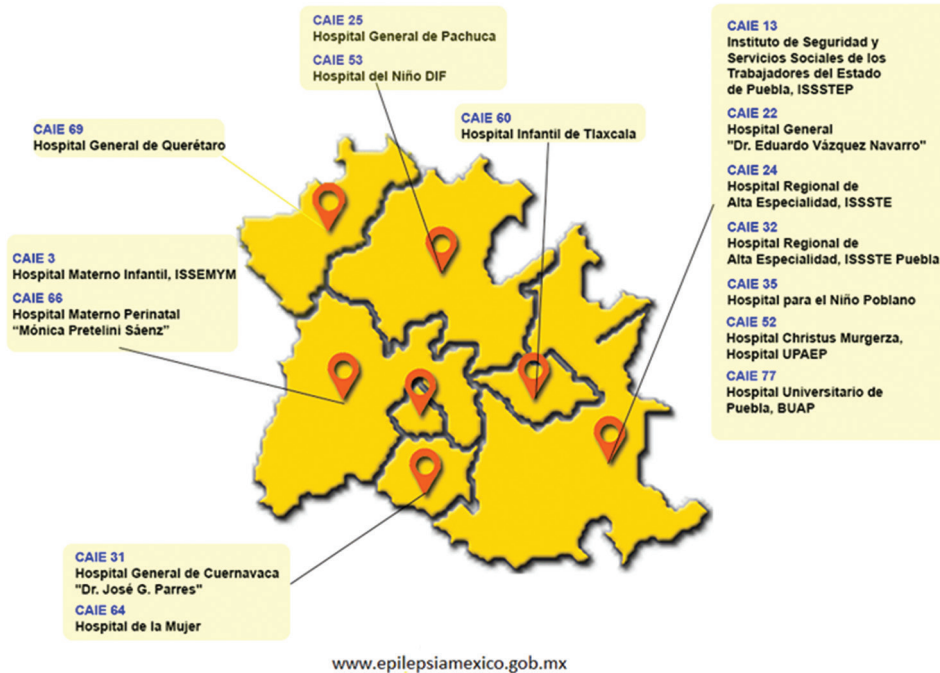 CAIE 25
Hospital General de Pachuca
CAIE 53
Hospital del Niño DIF
CAIE 69
Hospital General de Querétaro
CAIE 60
Hospital Infantil de Tlaxcala
CAIE 3
Hospital Materno Infantil, ISSEMYM
CAIE 66
Hospital Materno Perinatal
“Mónica Pretelini Sáenz”
CAIE 13
Instituto de Seguridad y
Servicios Sociales de los
Trabajadores del Estado
de Puebla, ISSSTEP
CAIE 22
Hospital General
"Dr. Eduardo Vázquez Navarro"
CAIE 24
Hospital Regional de
Alta Especialidad, ISSSTE
CAIE 32
Hospital Regional de
Alta Especialidad, ISSSTE Puebla
CAIE 35
Hospital para el Niño Poblano
CAIE 52
Hospital Christus Murgerza,
Hospital UPAEP
CAIE 77
Hospital Universitario de
Puebla, BUAP
CAIE 31
Hospital General de Cuernavaca
"Dr. José G. Parres"
CAIE 64
Hospital de la Mujer
www.epilepsiamexico.gob.mx